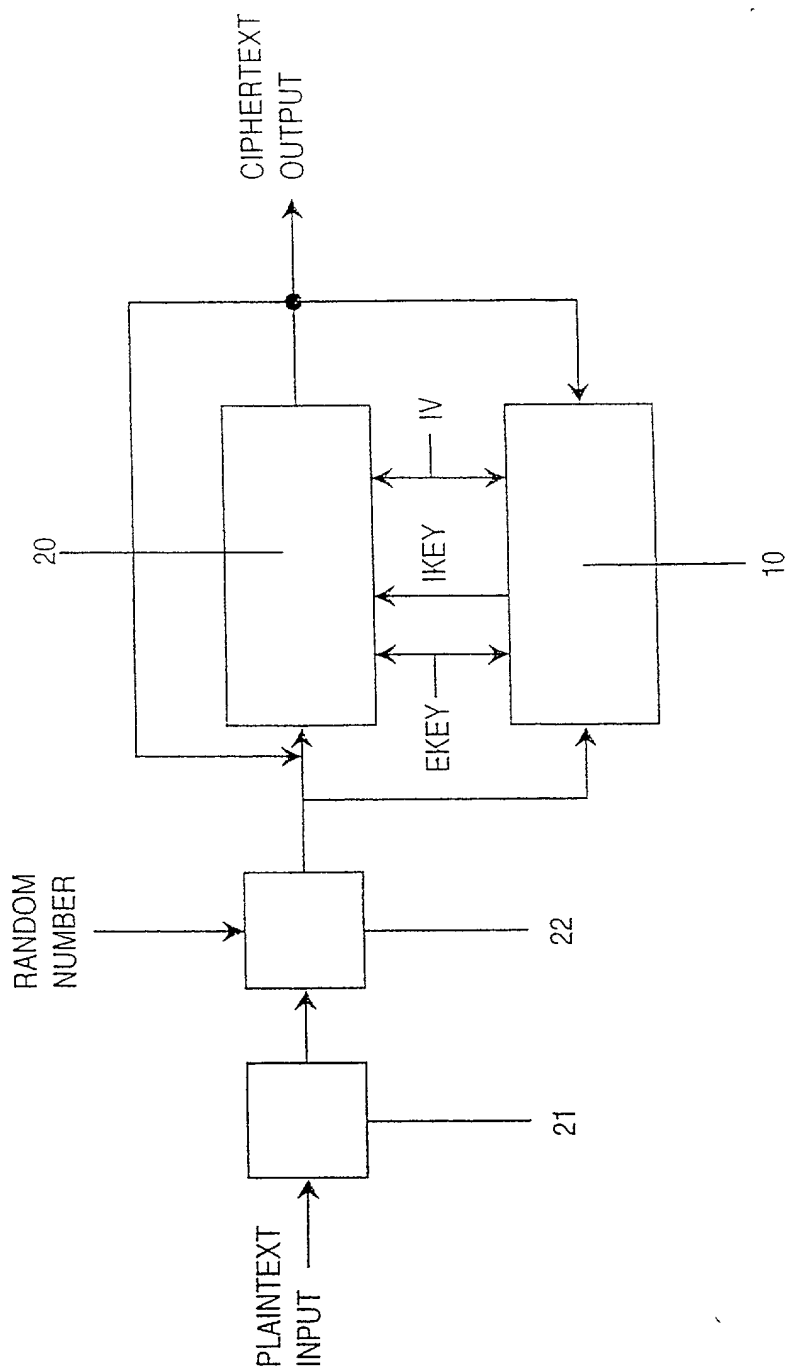 RANDOM
NUMBER
20
CIPHERTEXT
OUTPUT
PLAINTEXT
INPUT
21
22
EKEY
IKEY
IV
10